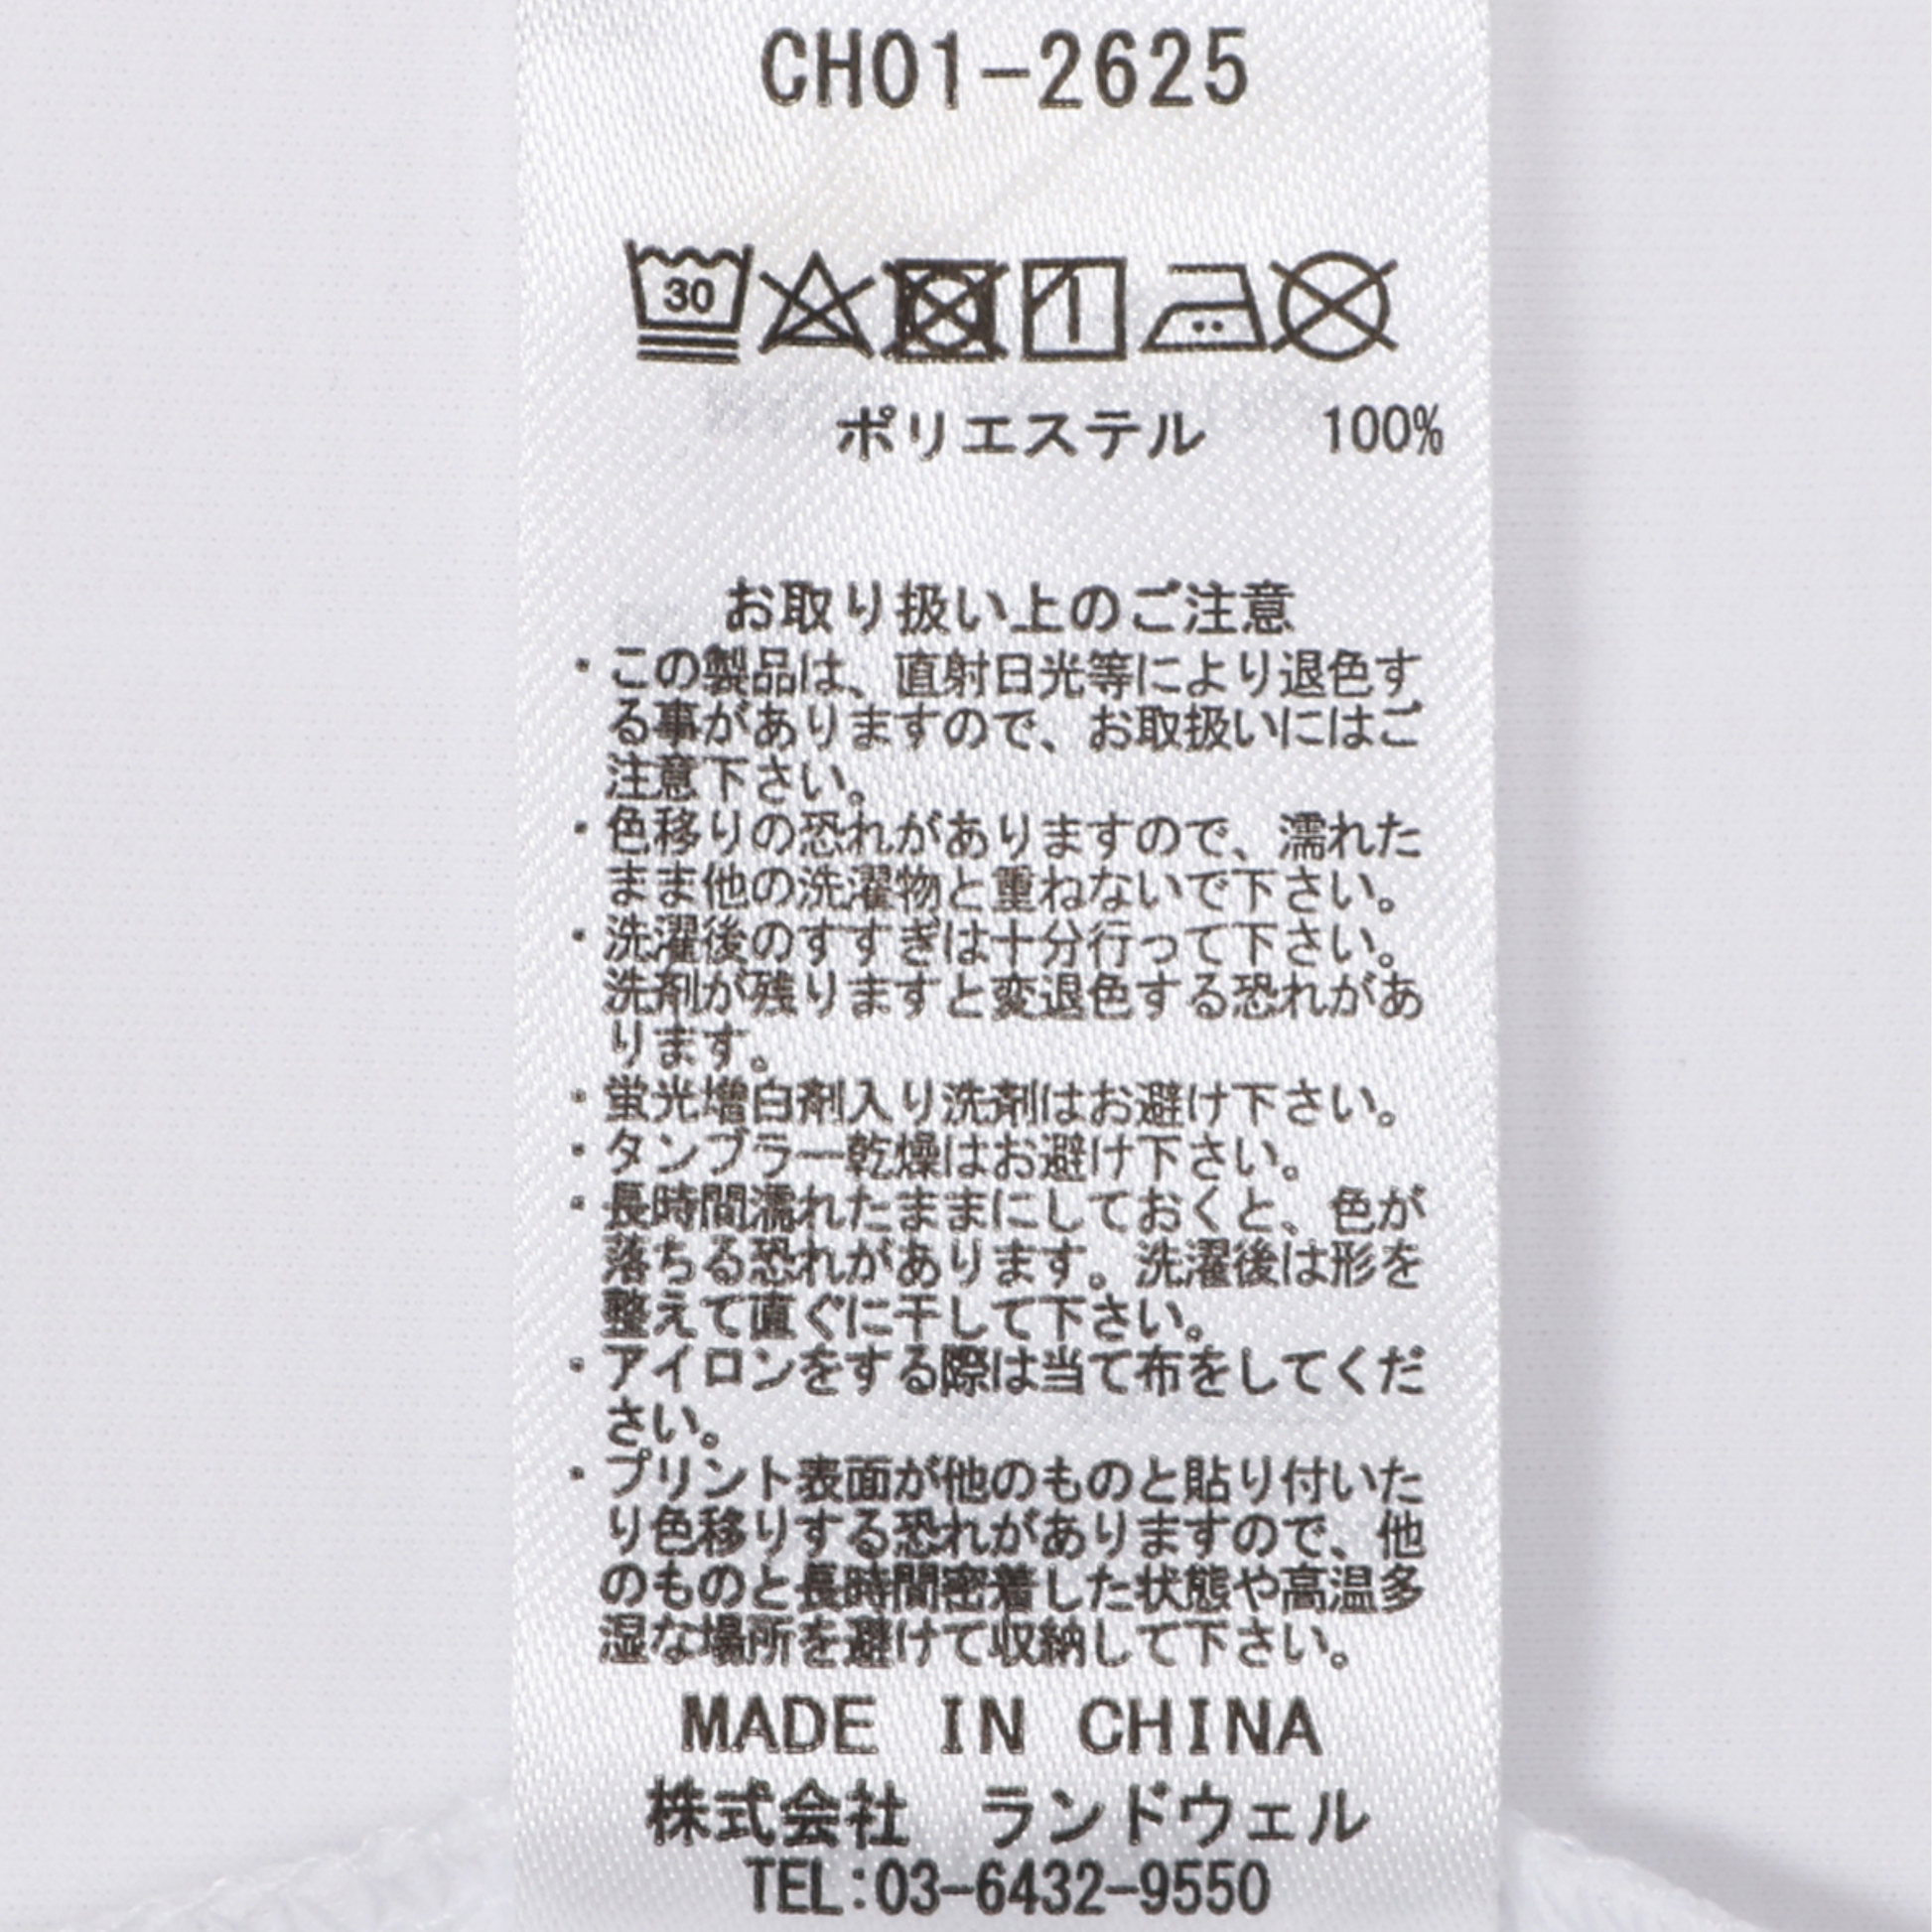 CH01-2625
30
ポリエステル 100%
お取り扱い上のご注意
・この製品は、直射日光等により退色す
る事がありますので、お取扱いにはご
注意下さい。
・色移りの恐れがありますので、濡れた
まま他の洗濯物と重ねないで下さい。
・洗濯後のすすぎは十分行って下さい。
洗剤が残りますと変退色する恐れがあ
ります。
・蛍光増白剤入り洗剤はお避け下さい。
・タンブラー乾燥はお避け下さい。
・長時間濡れたままにしておくと、色が
落ちる恐れがあります。洗濯後は形を
整えて直ぐに干して下さい。
・アイロンをする際は当て布をしてくだ
さい。
・プリント表面が他のものと貼り付いた
り色移りする恐れがありますので、他
のものと長時間密着した状態や高温多
湿な場所を避けて収納して下さい。
MADE IN CHINA
株式会社 ランドウェル
TEL:03-6432-9550